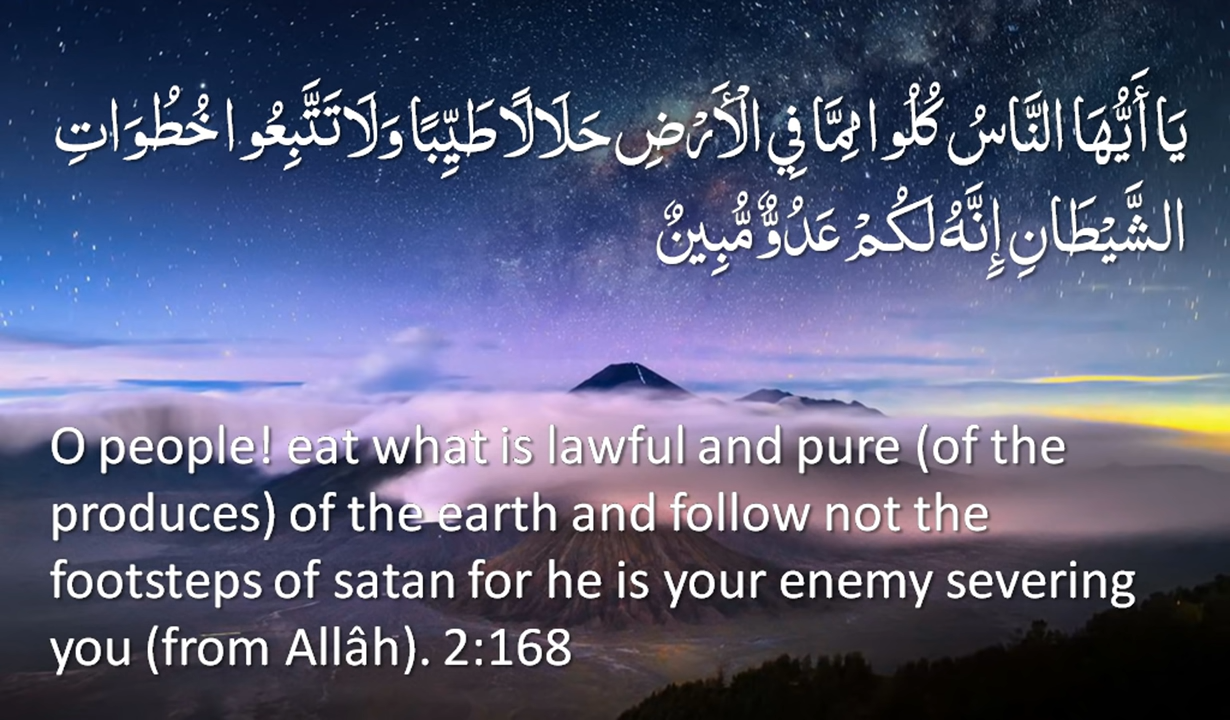 يَا أَيُّهَا النَّاسُ كُلُوا مِمَّا فِي الْأَرْضِ حَلَالًا طَيِّبًا وَلَا تَتَّبِعُوا خُطُوَاتِ
الشَّيْطَانِ إِنَّهُ لَكُمْ عَدُوٌّ مُّبِينٌ
O people! eat what is lawful and pure (of the
produces) of the earth and follow not the
footsteps of satan for he is your enemy severing
you (from Allâh). 2:168